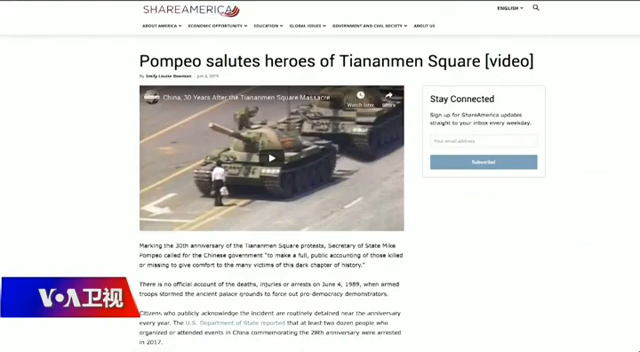 SHAREAMERICA
ENGLISH
ABOUT AMERICA ECONOMIC OPPORTUNITY EDUCATION GLOBAL ISSUES GOVERNMENT AND CIVIL SOCIETY ABOUT US
Pompeo salutes heroes of Tiananmen Square [video]
By Emily Louise Bowman - Jun 4, 2019
China, 30 Years After the Tiananmen Square Massacre
Watch later
Share
Stay Connected
Sign up for ShareAmerica updates
straight to your inbox every weekday.
Your email address
Subscribe!
Marking the 30th anniversary of the Tiananmen Square protests, Secretary of State Mike
Pompeo called for the Chinese government "to make a full, public accounting of those killed
or missing to give comfort to the many victims of this dark chapter of history."
There is no official account of the deaths, injuries or arrests on June 4, 1989, when armed
troops stormed the ancient palace grounds to force out pro-democracy demonstrators.
Citizens who publicly acknowledge the incident are routinely detained near the anniversary
every year. The U.S. Department of State reported that at least two dozen people who
organized or attended events in China commemorating the 28th anniversary were arrested
in 2017.
VOA卫视